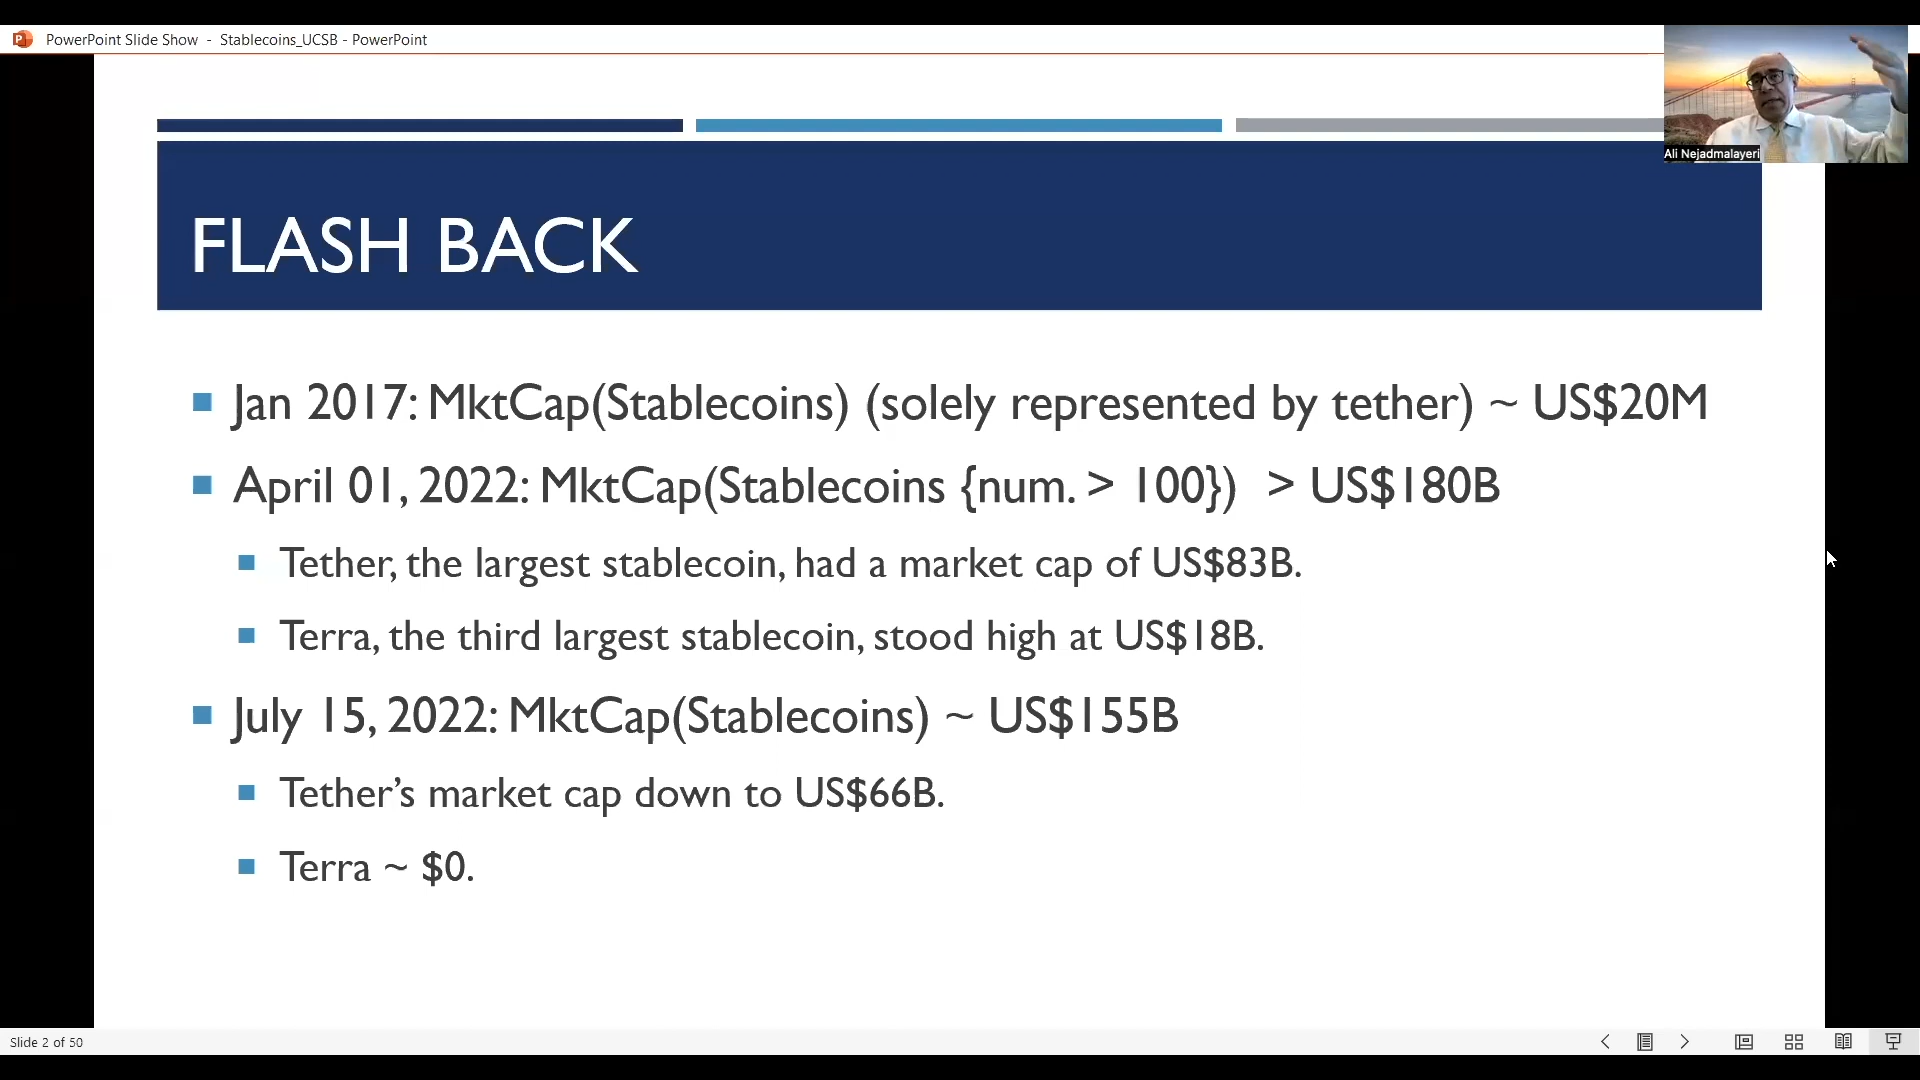 PowerPoint Slide Show - Stablecoins_UCSB - PowerPoint
Ali Nejadmalayeri
FLASH BACK
Jan 2017: MktCap(Stablecoins) (solely represented by tether) ~ US$20M
April 01, 2022: MktCap(Stablecoins {num. > 100}) > US$180B
Tether, the largest stablecoin, had a market cap of US$83B.
Terra, the third largest stablecoin, stood high at US$18B.
July 15, 2022: MktCap(Stablecoins) ~ US$155B
Tether’s market cap down to US$66B.
Terra ~ $0.
Slide 2 of 50